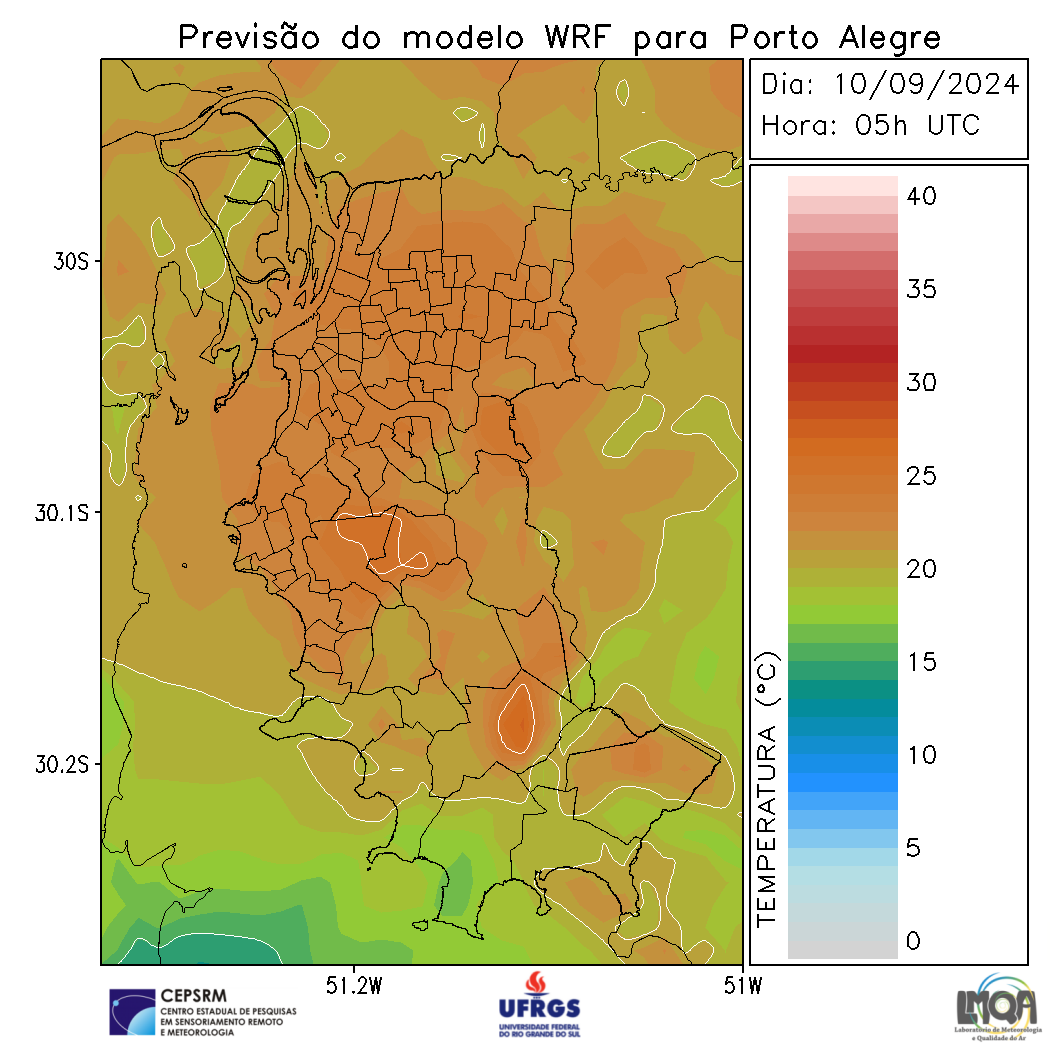 Previsão do modelo WRF para Porto Alegre
Dia: 10/09/2024
Hora: 05h UTC
30S
30.1S
30.2S
51.2W
51W
TEMPERATURA (°C)
40
35
30
25
20
15
10
5
0
CEPSRM
CENTRO ESTADUAL DE PESQUISAS
EM SENSORIAMENTO REMOTO
E METEOROLOGIA
UFRGS
UNIVERSIDADE FEDERAL
DO RIO GRANDE DO SUL
LMQA
Laboratório de Meteorologia
e Qualidade do Ar